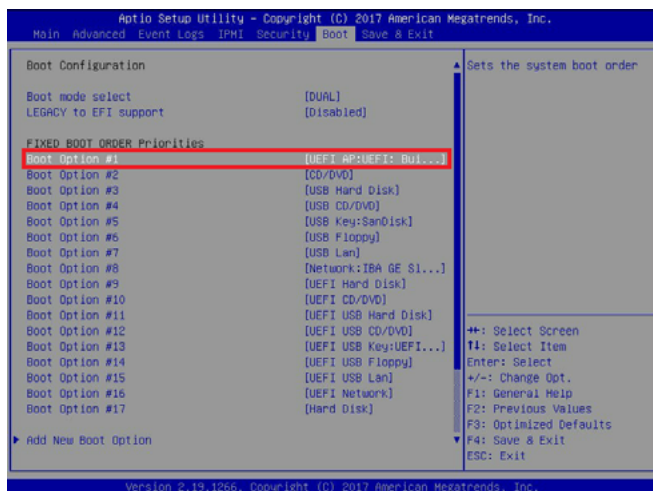 Aptio Setup Utility - Copyright (C) 2017 American Megatrends, Inc.
Main Advanced Event Logs IPMI Security Boot Save & Exit
Boot Configuration
Sets the system boot order
Boot mode select [DUAL]
LEGACY to EFI support [Disabled]
FIXED BOOT ORDER Priorities
Boot Option #1 [UEFI AP:UEFI: Bui...]
Boot Option #2 [CD/DVD]
Boot Option #3 [USB Hard Disk]
Boot Option #4 [USB CD/DVD]
Boot Option #5 [USB Key:SanDisk]
Boot Option #6 [USB Floppy]
Boot Option #7 [USB Lan]
Boot Option #8 [Network:IBA GE Sl...]
Boot Option #9 [UEFI Hard Disk]
Boot Option #10 [UEFI CD/DVD]
Boot Option #11 [UEFI USB Hard Disk]
Boot Option #12 [UEFI USB CD/DVD]
Boot Option #13 [UEFI USB Key:UEFI...]
Boot Option #14 [UEFI USB Floppy]
Boot Option #15 [UEFI USB Lan]
Boot Option #16 [UEFI Network]
Boot Option #17 [Hard Disk]
Add New Boot Option
→←: Select Screen
↑↓: Select Item
Enter: Select
+/-: Change Opt.
F1: General Help
F2: Previous Values
F3: Optimized Defaults
F4: Save & Exit
ESC: Exit
Version 2.19.1266. Copyright (C) 2017 American Megatrends, Inc.